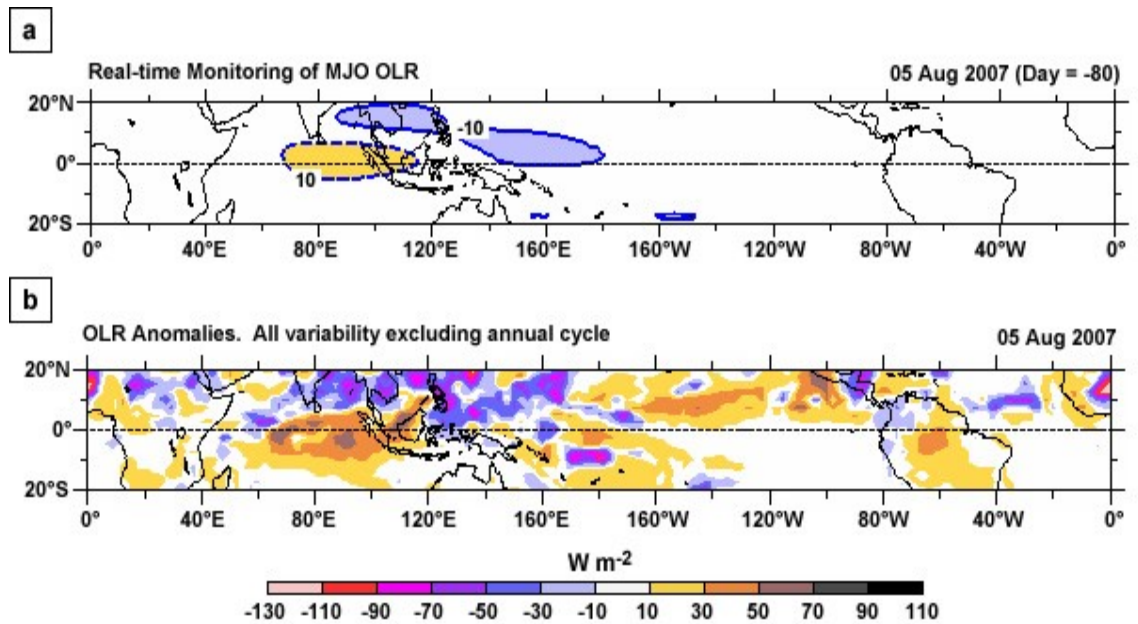 a
Real-time Monitoring of MJO OLR 05 Aug 2007 (Day = -80)
20°N
-10
0°
10
20°S
0° 40°E 80°E 120°E 160°E 160°W 120°W 80°W 40°W 0°
b
OLR Anomalies. All variability excluding annual cycle 05 Aug 2007
20°N
0°
20°S
0° 40°E 80°E 120°E 160°E 160°W 120°W 80°W 40°W 0°
W m-2
-130 -110 -90 -70 -50 -30 -10 10 30 50 70 90 110